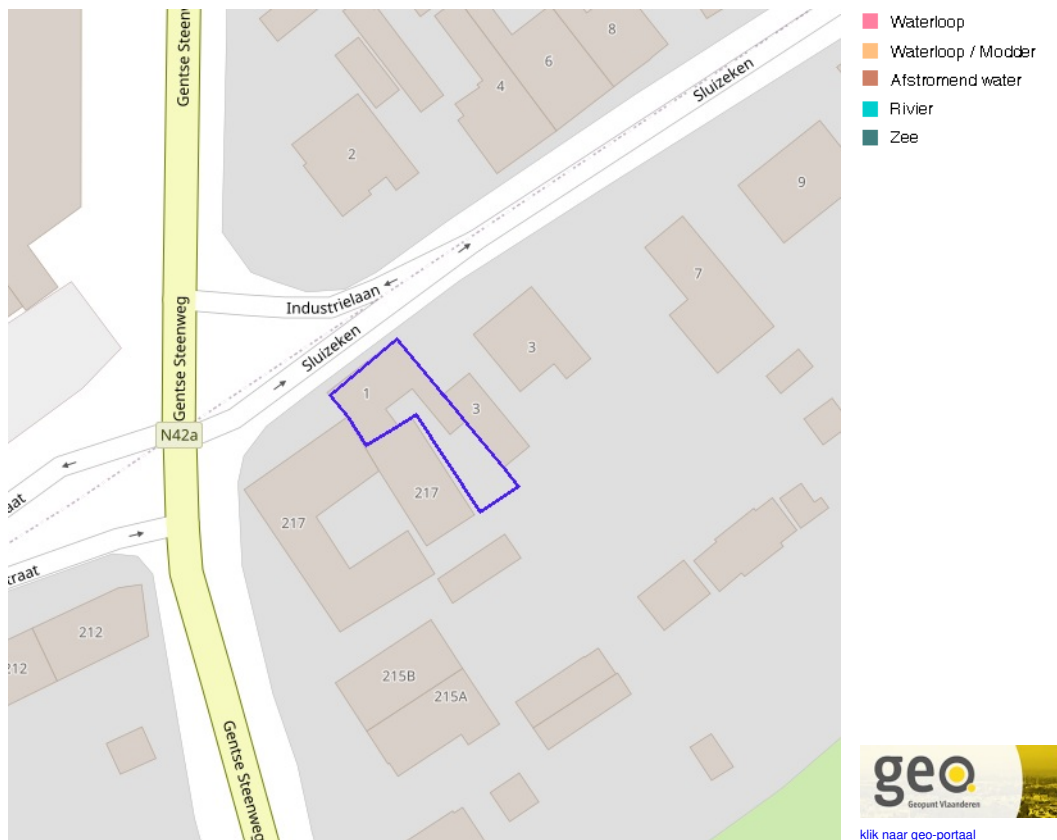 Gentse Steenw
8
6
4
Sluizeken
2
9
7
Industrielaan
Gentse Steenweg
Sluizeken
3
1
3
N42a
aat
217
217
traat
212
212
215B
215A
Gentse Steenweg
Waterloop
Waterloop / Modder
Afstromend water
Rivier
Zee
geo.
Geopunt Vlaanderen
klik naar geo-portaal